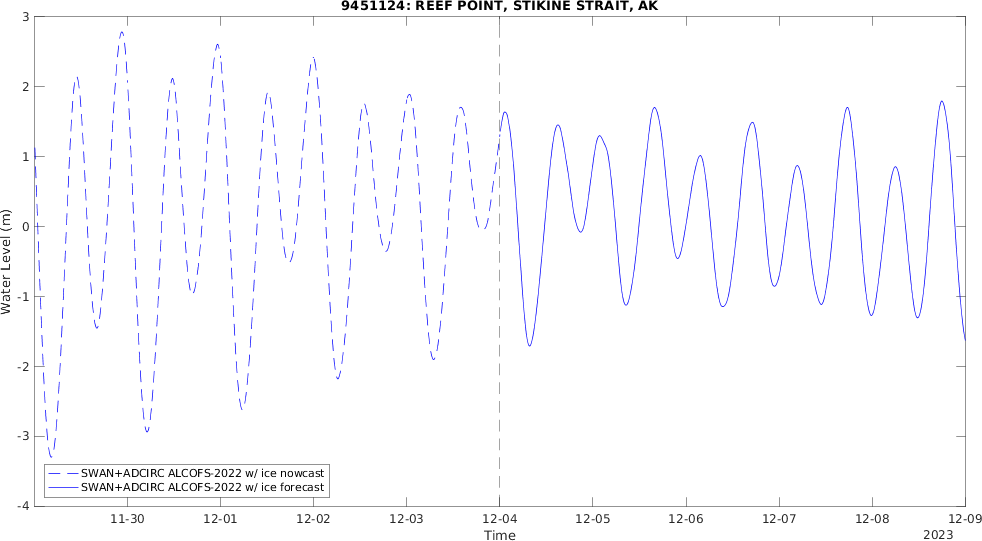 9451124: REEF POINT, STIKINE STRAIT, AK
Water Level (m)
3
2
1
0
-1
-2
-3
-4
SWAN+ADCIRC ALCOFS-2022 w/ ice nowcast
SWAN+ADCIRC ALCOFS-2022 w/ ice forecast
11-30 12-01 12-02 12-03 12-04 12-05 12-06 12-07 12-08 12-09
Time
2023